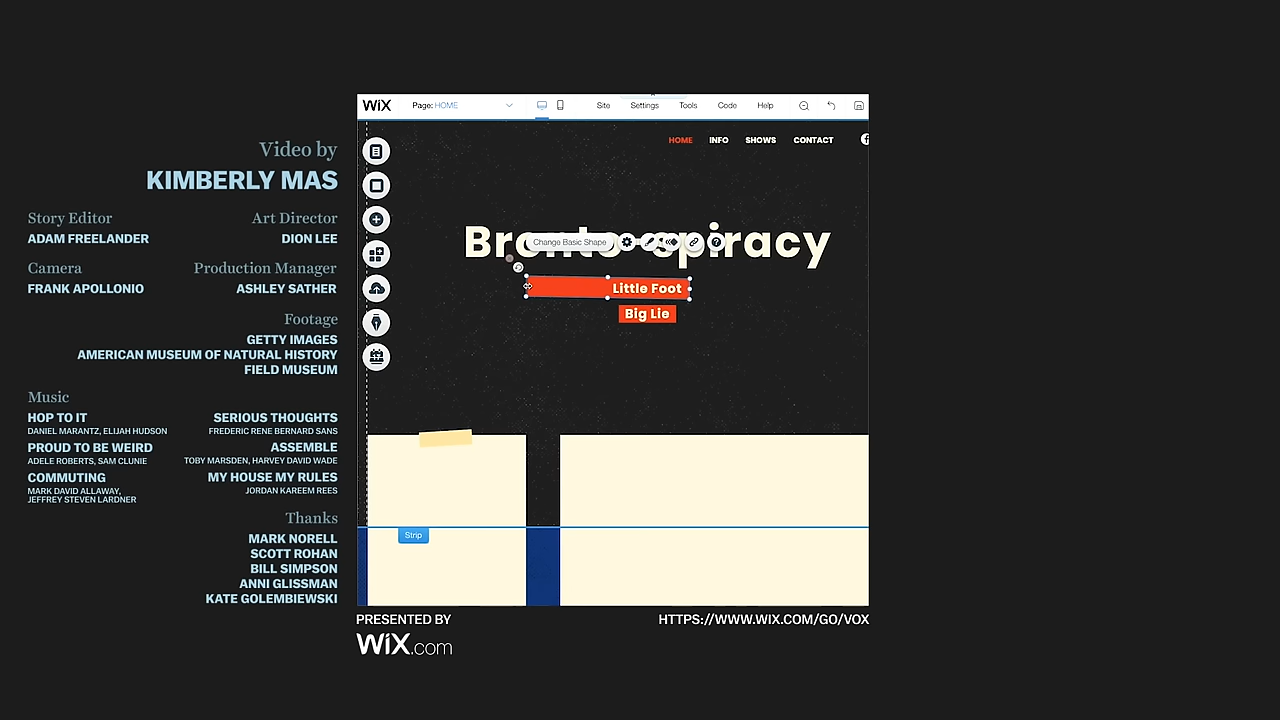 Video by
KIMBERLY MAS
Story Editor
ADAM FREELANDER
Art Director
DION LEE
Camera
FRANK APOLLONIO
Production Manager
ASHLEY SATHER
Footage
GETTY IMAGES
AMERICAN MUSEUM OF NATURAL HISTORY
FIELD MUSEUM
Music
HOP TO IT
DANIEL MARANTZ, ELIJAH HUDSON
SERIOUS THOUGHTS
FREDERIC RENE BERNARD SANS
PROUD TO BE WEIRD
ADELE ROBERTS, SAM CLUNIE
ASSEMBLE
TOBY MARSDEN, HARVEY DAVID WADE
COMMUTING
MARK DAVID ALLAWAY,
JEFFREY STEVEN LARDNER
MY HOUSE MY RULES
JORDAN KAREEM REES
Thanks
MARK NORELL
SCOTT ROHAN
BILL SIMPSON
ANNI GLISSMAN
KATE GOLEMBIEWSKI
WiX Page: HOME Site Settings Tools Code Help
HOME INFO SHOWS CONTACT
Bronto-spiracy
Change Basic Shape
Little Foot
Big Lie
Strip
PRESENTED BY
WiX.com
HTTPS://WWW.WIX.COM/GO/VOX